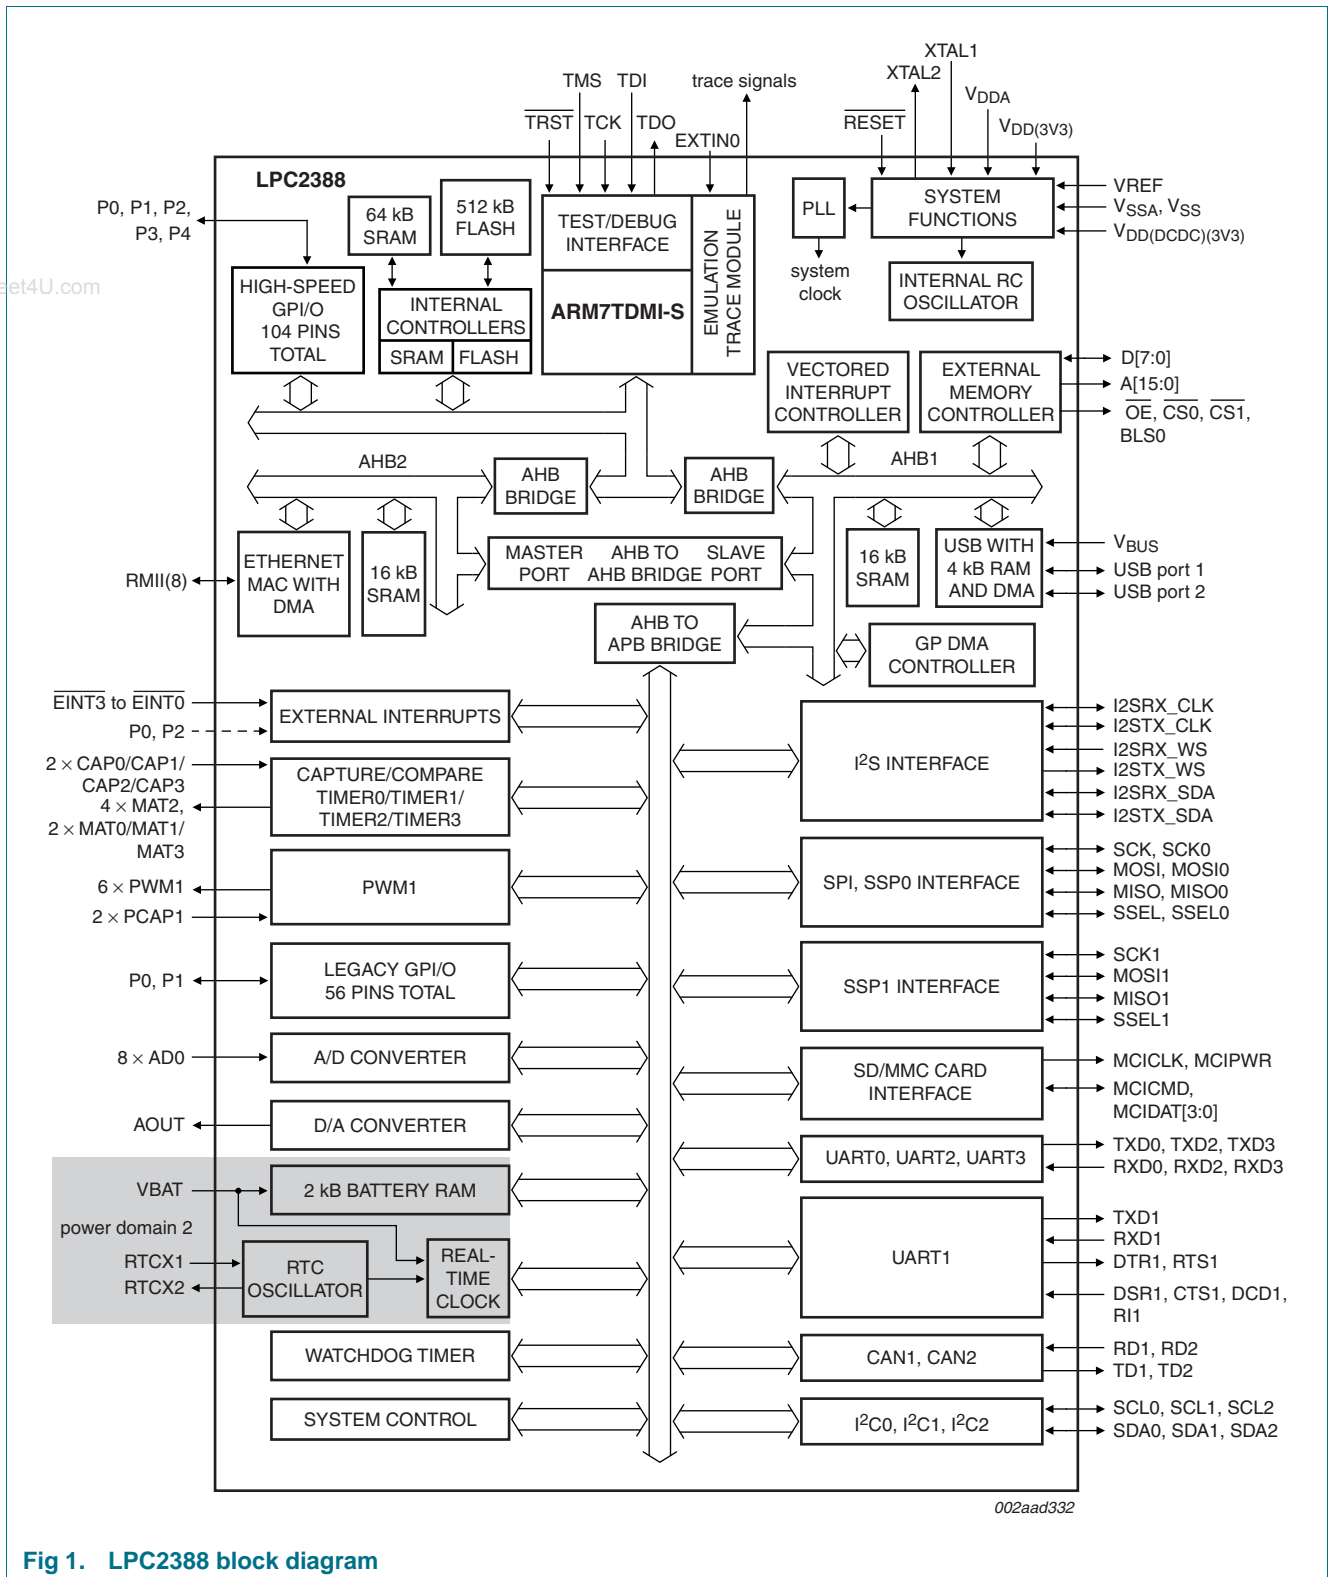 XTAL1
XTAL2
TMS TDI trace signals
VDDA
TRST TCK TDO
RESET VDD(3V3)
EXTIN0
LPC2388
P0, P1, P2,
P3, P4
64 kB
SRAM
512 kB
FLASH
TEST/DEBUG
INTERFACE
EMULATION
TRACE MODULE
PLL
SYSTEM
FUNCTIONS
VREF
VSSA, VSS
VDD(DCDC)(3V3)
system
clock
INTERNAL RC
OSCILLATOR
eet4U.com
HIGH-SPEED
GPI/O
104 PINS
TOTAL
INTERNAL
CONTROLLERS
SRAM FLASH
ARM7TDMI-S
VECTORED
INTERRUPT
CONTROLLER
EXTERNAL
MEMORY
CONTROLLER
D[7:0]
A[15:0]
OE, CS0, CS1,
BLS0
AHB2
AHB
BRIDGE
AHB
BRIDGE
AHB1
RMII(8)
ETHERNET
MAC WITH
DMA
16 kB
SRAM
MASTER AHB TO SLAVE
PORT AHB BRIDGE PORT
16 kB
SRAM
USB WITH
4 kB RAM
AND DMA
VBUS
USB port 1
USB port 2
AHB TO
APB BRIDGE
GP DMA
CONTROLLER
EINT3 to EINT0
P0, P2
EXTERNAL INTERRUPTS
I2S INTERFACE
I2SRX_CLK
I2STX_CLK
I2SRX_WS
I2STX_WS
I2SRX_SDA
I2STX_SDA
2 × CAP0/CAP1/
CAP2/CAP3
4 × MAT2,
2 × MAT0/MAT1/
MAT3
CAPTURE/COMPARE
TIMER0/TIMER1/
TIMER2/TIMER3
6 × PWM1
2 × PCAP1
PWM1
SPI, SSP0 INTERFACE
SCK, SCK0
MOSI, MOSI0
MISO, MISO0
SSEL, SSEL0
P0, P1
LEGACY GPI/O
56 PINS TOTAL
SSP1 INTERFACE
SCK1
MOSI1
MISO1
SSEL1
8 × AD0
A/D CONVERTER
SD/MMC CARD
INTERFACE
MCICLK, MCIPWR
MCICMD,
MCIDAT[3:0]
AOUT
D/A CONVERTER
UART0, UART2, UART3
TXD0, TXD2, TXD3
RXD0, RXD2, RXD3
VBAT
2 kB BATTERY RAM
power domain 2
RTCX1
RTCX2
RTC
OSCILLATOR
REAL-
TIME
CLOCK
UART1
TXD1
RXD1
DTR1, RTS1
DSR1, CTS1, DCD1,
RI1
WATCHDOG TIMER
CAN1, CAN2
RD1, RD2
TD1, TD2
SYSTEM CONTROL
I2C0, I2C1, I2C2
SCL0, SCL1, SCL2
SDA0, SDA1, SDA2
002aad332
Fig 1. LPC2388 block diagram